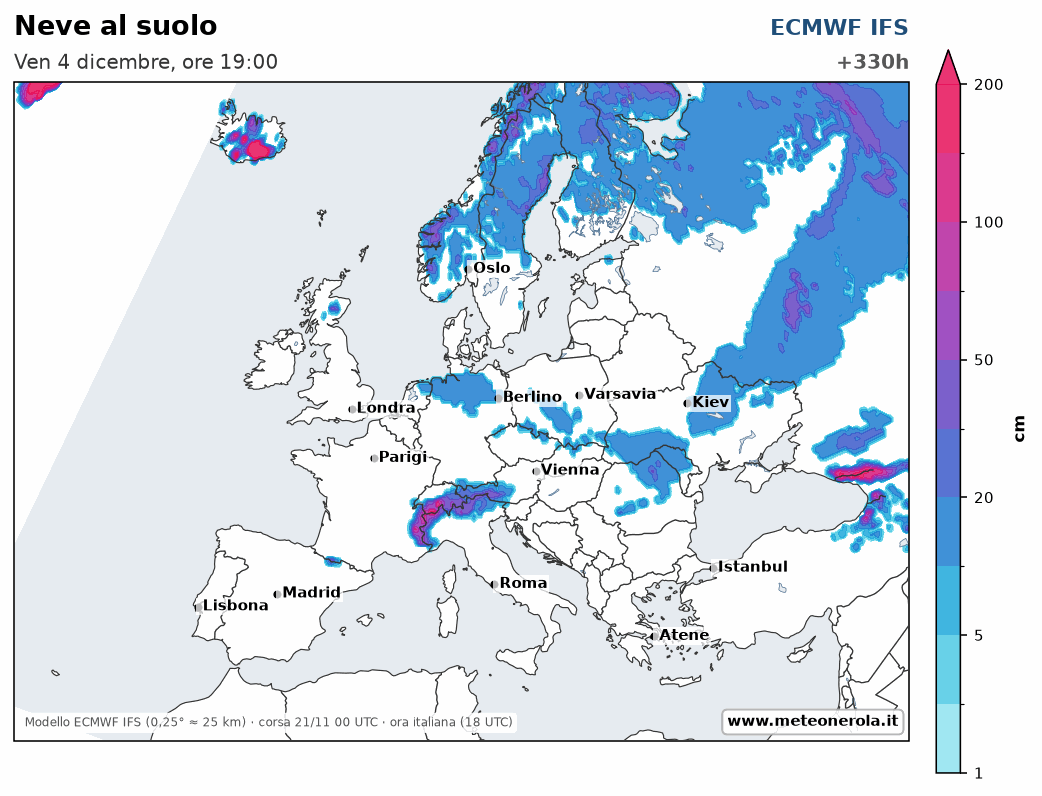 Neve al suolo
ECMWF IFS
Ven 4 dicembre, ore 19:00
+330h
200
100
50
20
5
1
cm
Oslo
Berlino
Varsavia
Kiev
Londra
Parigi
Vienna
Istanbul
Roma
Madrid
Lisbona
Atene
Modello ECMWF IFS (0,25° ≈ 25 km) · corsa 21/11 00 UTC · ora italiana (18 UTC)
www.meteonerola.it